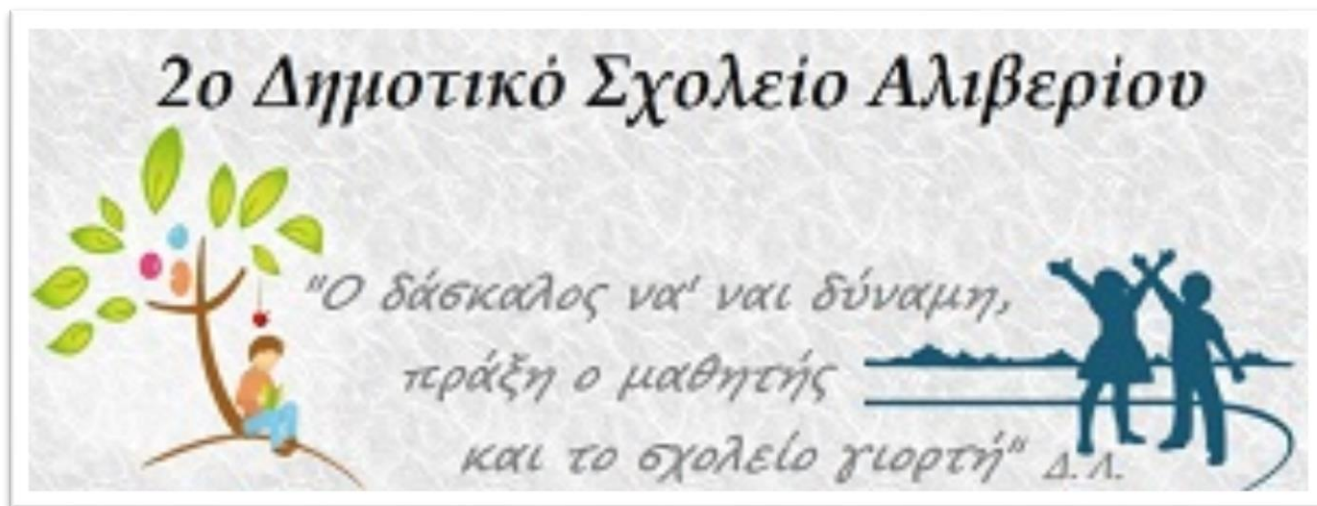 2ο Δημοτικό Σχολείο Αλιβερίου
"Ο δάσκαλος να' ναι δύναμη,
πράξη ο μαθητής
και το σχολείο γιορτή" Δ. Λ.